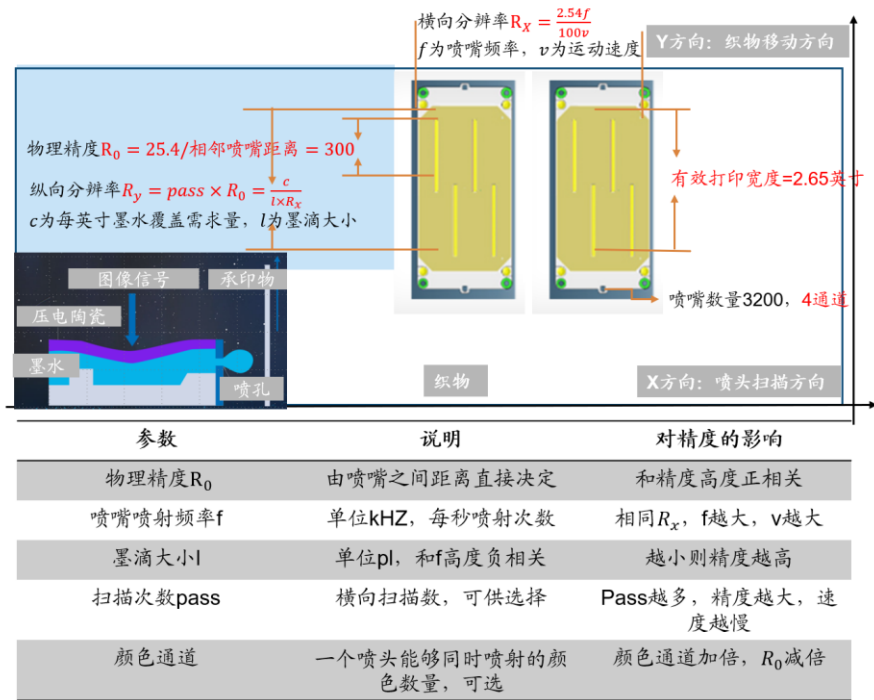 横向分辨率R_X = 2.54f/100v
f为喷嘴频率，v为运动速度
Y方向：织物移动方向
物理精度R_0 = 25.4/相邻喷嘴距离 = 300
纵向分辨率R_y = pass × R_0 = c/(l×R_x)
c为每英寸墨水覆盖需求量，l为墨滴大小
有效打印宽度=2.65英寸
图像信号
承印物
压电陶瓷
墨水
喷孔
喷嘴数量3200，4通道
织物
X方向：喷头扫描方向
参数 说明 对精度的影响
物理精度R_0 由喷嘴之间距离直接决定 和精度高度正相关
喷嘴喷射频率f 单位kHZ，每秒喷射次数 相同R_x，f越大，v越大
墨滴大小l 单位pl，和f高度负相关 越小则精度越高
扫描次数pass 横向扫描数，可供选择 Pass越多，精度越大，速
度越慢
颜色通道 一个喷头能够同时喷射的颜 颜色通道加倍，R_0减倍
色数量，可选